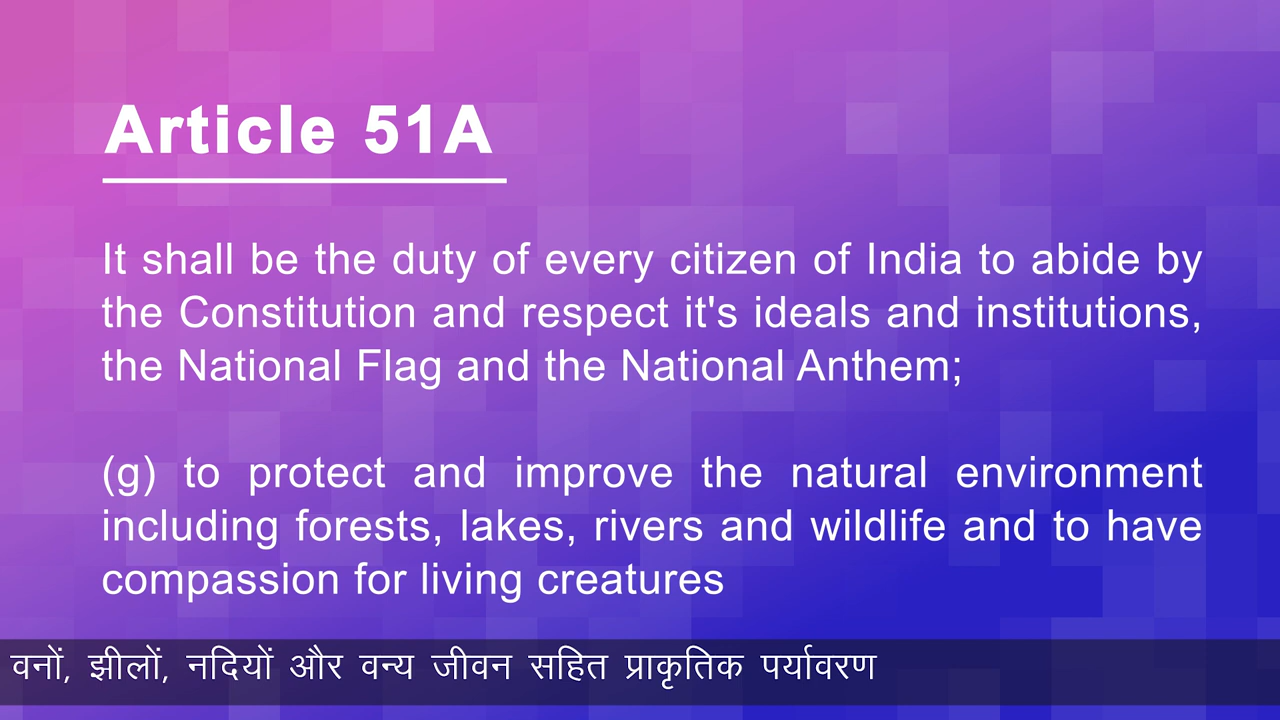 Article 51A
It shall be the duty of every citizen of India to abide by
the Constitution and respect it's ideals and institutions,
the National Flag and the National Anthem;
(g) to protect and improve the natural environment
including forests, lakes, rivers and wildlife and to have
compassion for living creatures
वनों, झीलों, नदियों और वन्य जीवन सहित प्राकृतिक पर्यावरण